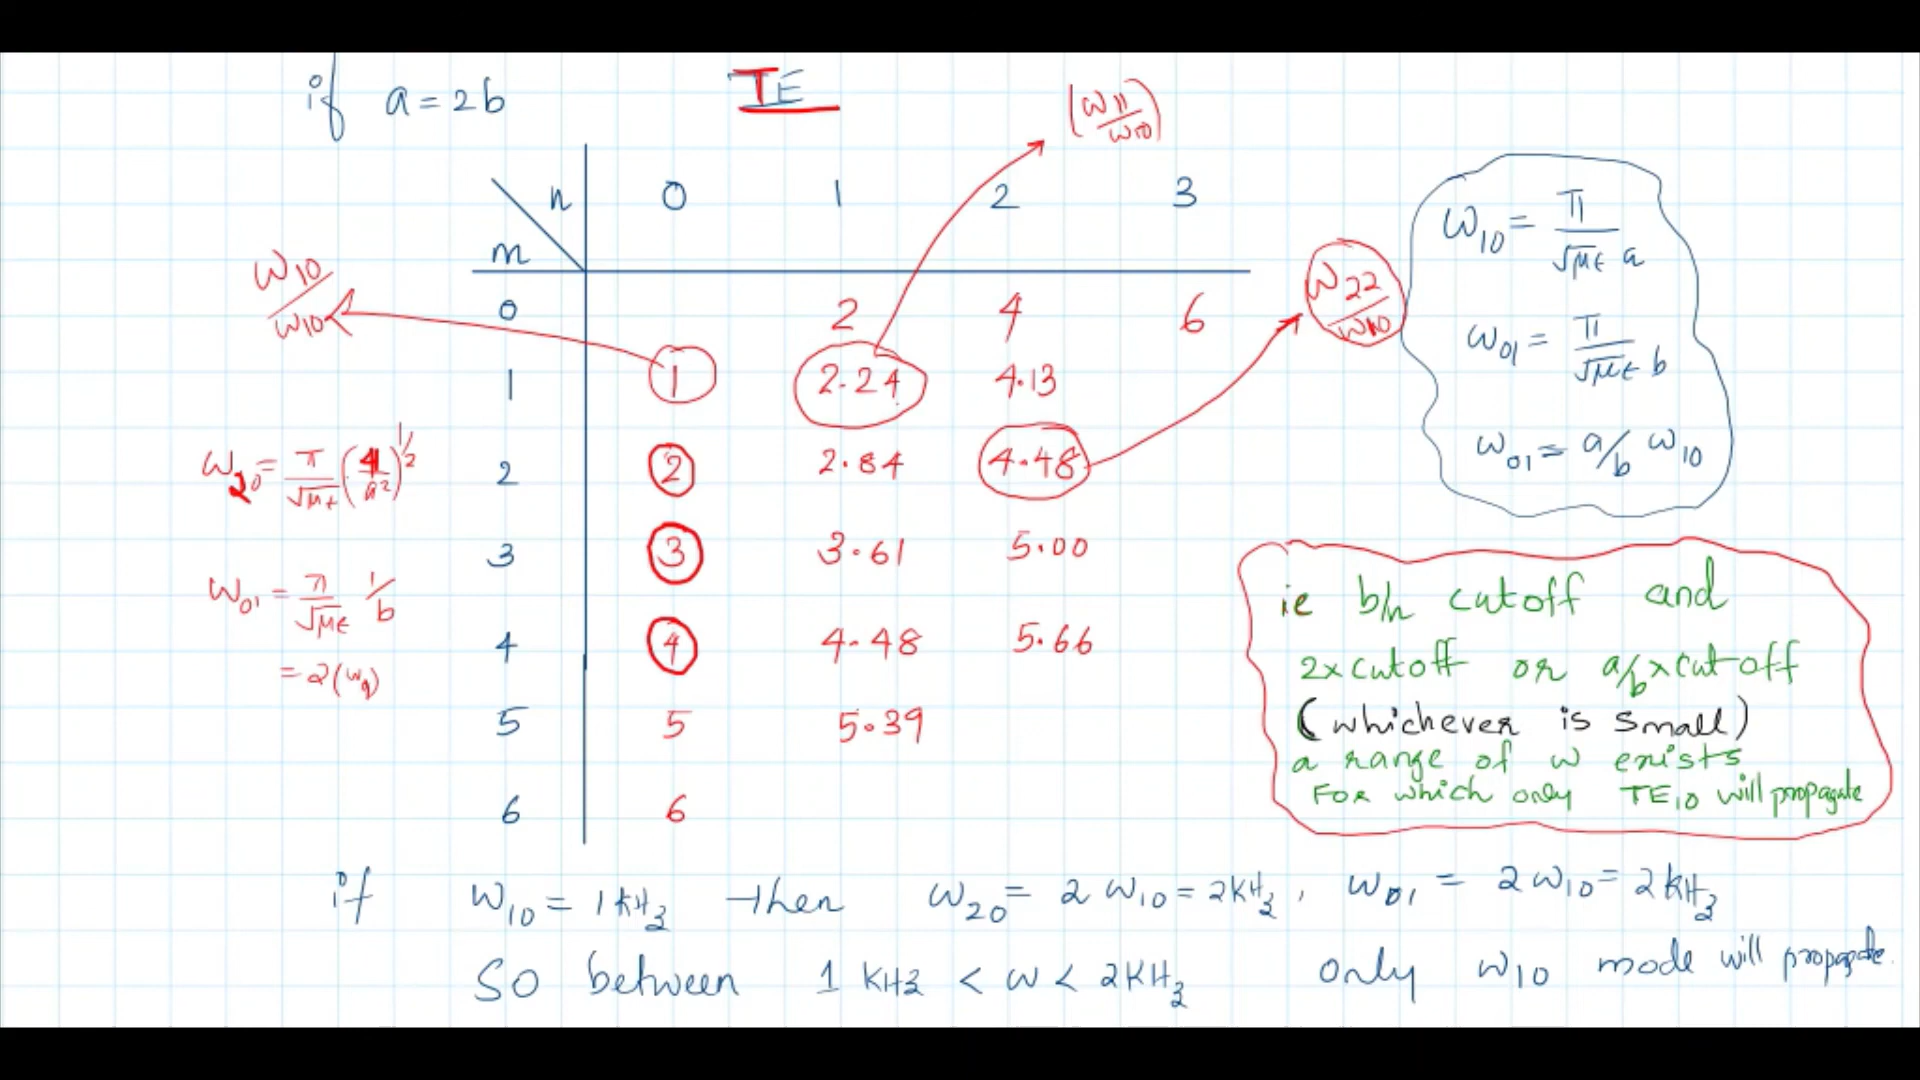 if a = 2b
TE
(ω11/ω10)
n 0 1 2 3
m
0 2 4 6
1 1 2.24 4.13
2 2 2.84 4.48
3 3 3.61 5.00
4 4 4.48 5.66
5 5 5.39
6 6
ω10/ω10
ω20 = π/√με (4/a²)^1/2
ω01 = π/√με 1/b
= 2(ω
ω22/ω10
ω10 = π/√με a
ω01 = π/√με b
ω01 = a/b ω10
ie b/n cutoff and
2x cutoff or a/b x cut off
(whichever is small)
a range of ω exists
For which only TE10 will propagate
if ω10 = 1 KHz then ω20 = 2 ω10 = 2KHz, ω01 = 2ω10 = 2KHz
So between 1 KHz < ω < 2KHz only ω10 mode will propagate.